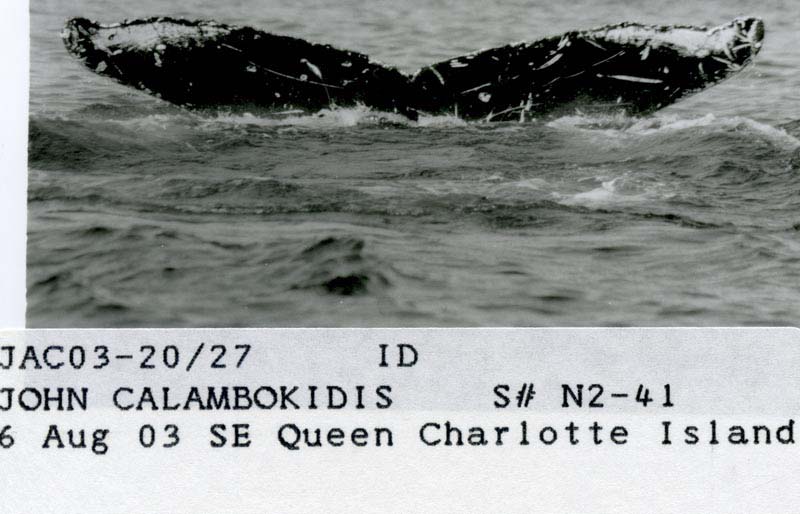 JAC03-20/27 ID
JOHN CALAMBOKIDIS S# N2-41
6 Aug 03 SE Queen Charlotte Island